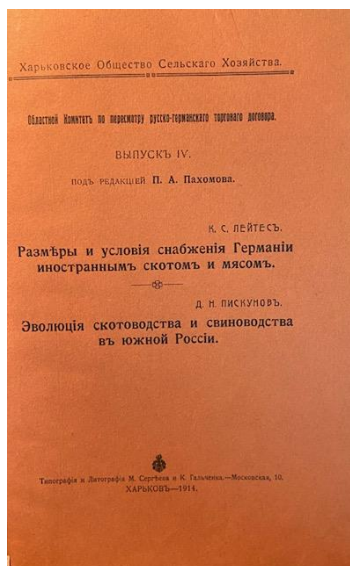 Харьковское Общество Сельскаго Хозяйства.
Областной Комитетъ по пересмотру русско-германскаго торговаго договора.
ВЫПУСКЪ IV.
ПОДЪ РЕДАКЦІЕЙ П. А. Пахомова.
К. С. ЛЕЙТЕСЪ.
Размѣры и условія снабженія Германіи
иностраннымъ скотомъ и мясомъ.
Д. Н. ПИСКУНОВЪ.
Эволюція скотоводства и свиноводства
въ южной Россіи.
Типографія и Литографія М. Сергѣева и К. Гальченка.—Московская, 10.
ХАРЬКОВЪ—1914.